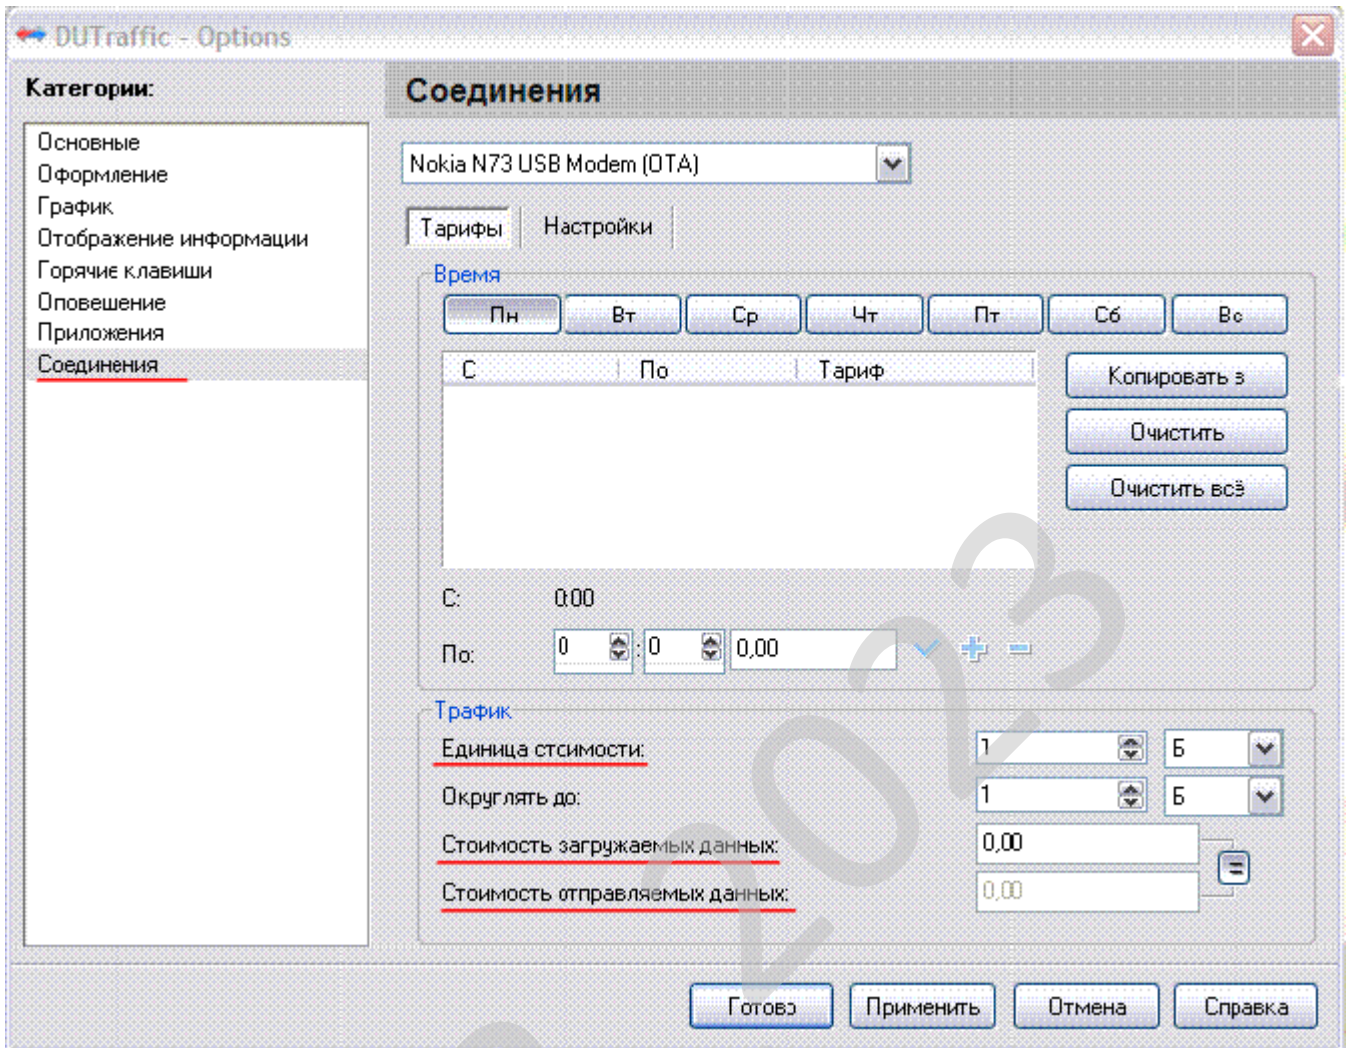 DUTraffic - Options
Категории:
Основные
Оформление
График
Отображение информации
Горячие клавиши
Оповешение
Приложения
Соединения
Соединения
Nokia N73 USB Modem (OTA)
Тарифы Настройки
Время
Пн Вт Ср Чт Пт Сб Вс
С По Тариф
Копировать з
Очистить
Очистить всё
С: 0:00
По: 0 : 0 0,00
Трафик
Единица стоимости: 1 Б
Округлять до: 1 Б
Стоимость загружаемых данных: 0,00
Стоимость отправляемых данных: 0,00
=
Готово Применить Отмена Справка
2023